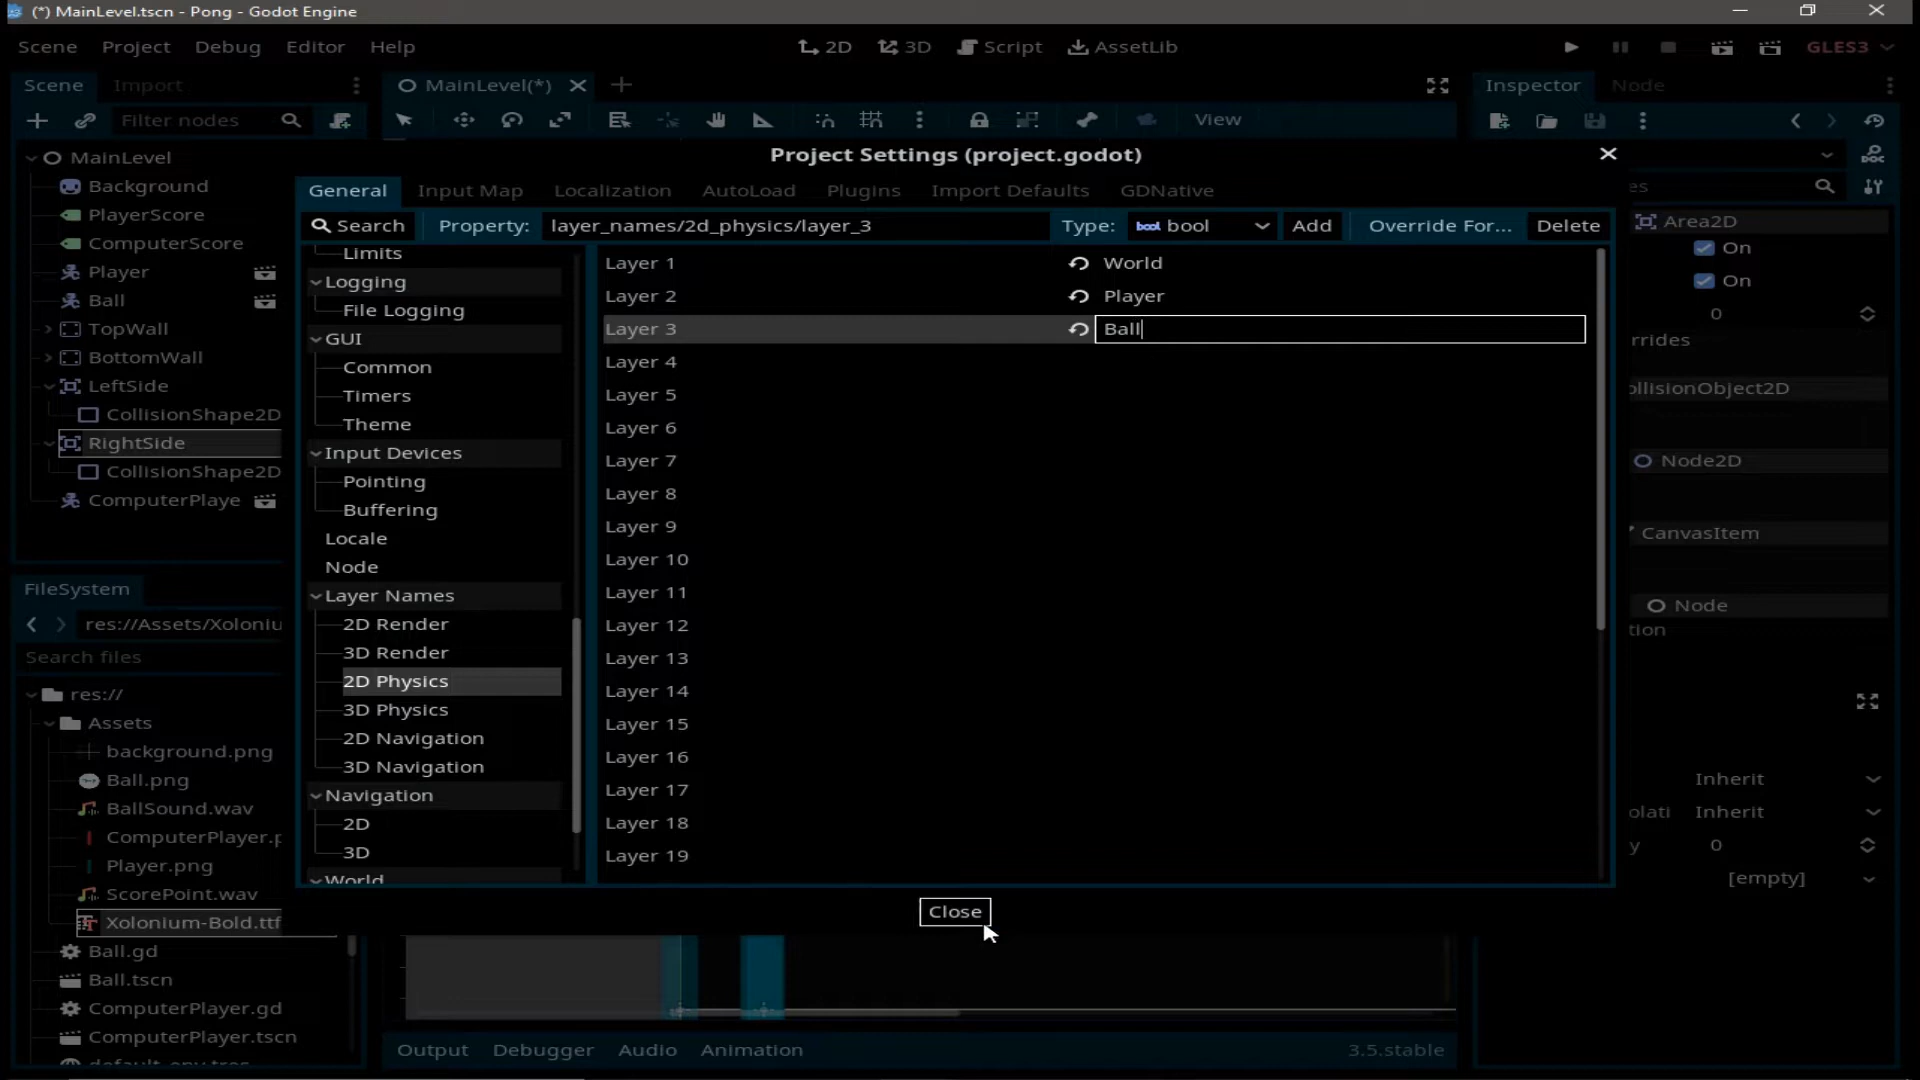 (*) MainLevel.tscn - Pong - Godot Engine
Scene Project Debug Editor Help
2D 3D Script AssetLib
GLES3
Scene Import
MainLevel(*)
Inspector Node
Filter nodes
View
MainLevel
Background
PlayerScore
ComputerScore
Player
Ball
TopWall
BottomWall
LeftSide
CollisionShape2D
RightSide
CollisionShape2D
ComputerPlaye
FileSystem
res://Assets/Xoloniu
Search files
res://
Assets
background.png
Ball.png
BallSound.wav
ComputerPlayer.p
Player.png
ScorePoint.wav
Xolonium-Bold.ttf
Ball.gd
Ball.tscn
ComputerPlayer.gd
ComputerPlayer.tscn
default_env.tres
Project Settings (project.godot)
General Input Map Localization AutoLoad Plugins Import Defaults GDNative
Search Property: layer_names/2d_physics/layer_3 Type: bool bool Add Override For... Delete
Limits
Logging
File Logging
GUI
Common
Timers
Theme
Input Devices
Pointing
Buffering
Locale
Node
Layer Names
2D Render
3D Render
2D Physics
3D Physics
2D Navigation
3D Navigation
Navigation
2D
3D
World
Layer 1 World
Layer 2 Player
Layer 3 Ball
Layer 4
Layer 5
Layer 6
Layer 7
Layer 8
Layer 9
Layer 10
Layer 11
Layer 12
Layer 13
Layer 14
Layer 15
Layer 16
Layer 17
Layer 18
Layer 19
Close
es
Area2D
On
On
0
rrides
ollisionObject2D
Node2D
CanvasItem
Node
tion
Inherit
olati Inherit
y 0
[empty]
Output Debugger Audio Animation
3.5.stable